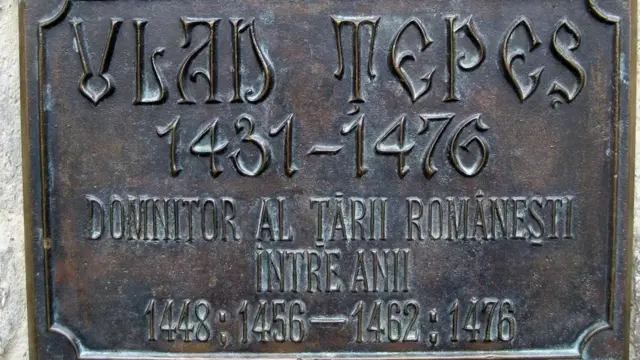 VLAD ȚEPEȘ
1431-1476
DOMNITOR AL ȚĂRII ROMÂNEȘTI
ÎNTRE ANII
1448; 1456-1462; 1476